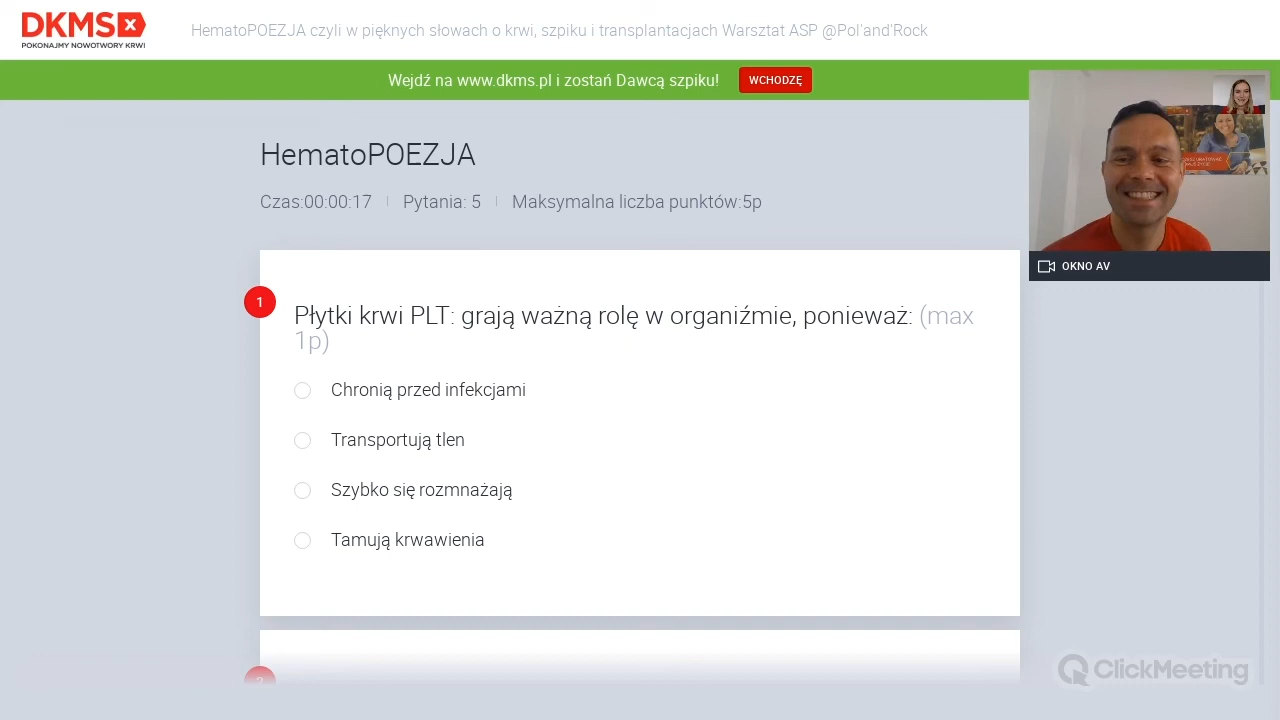 DKMS
POKONAJMY NOWOTWORY KRWI
HematoPOEZJA czyli w pięknych słowach o krwi, szpiku i transplantacjach Warsztat ASP @Pol'and'Rock
Wejdź na www.dkms.pl i zostań Dawcą szpiku!
WCHODZĘ
HematoPOEZJA
Czas:00:00:17
Pytania: 5
Maksymalna liczba punktów:5p
OKNO AV
1
Płytki krwi PLT: grają ważną rolę w organiźmie, ponieważ: (max
1p)
Chronią przed infekcjami
Transportują tlen
Szybko się rozmnażają
Tamują krwawienia
2
ClickMeeting